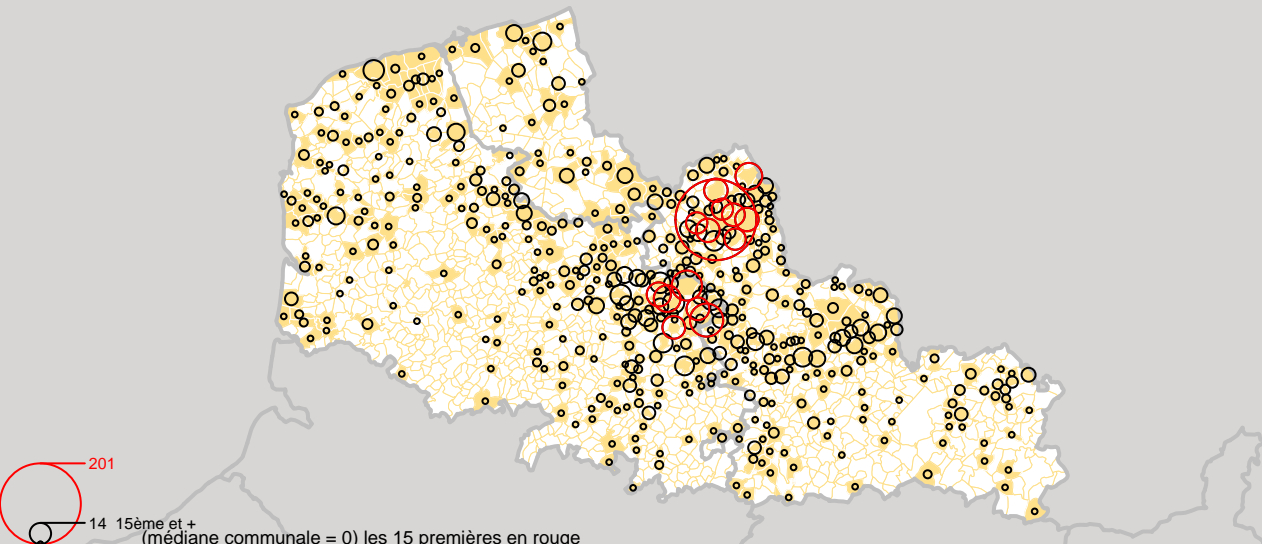 201
14 15ème et +
(médiane communale = 0) les 15 premières en rouge